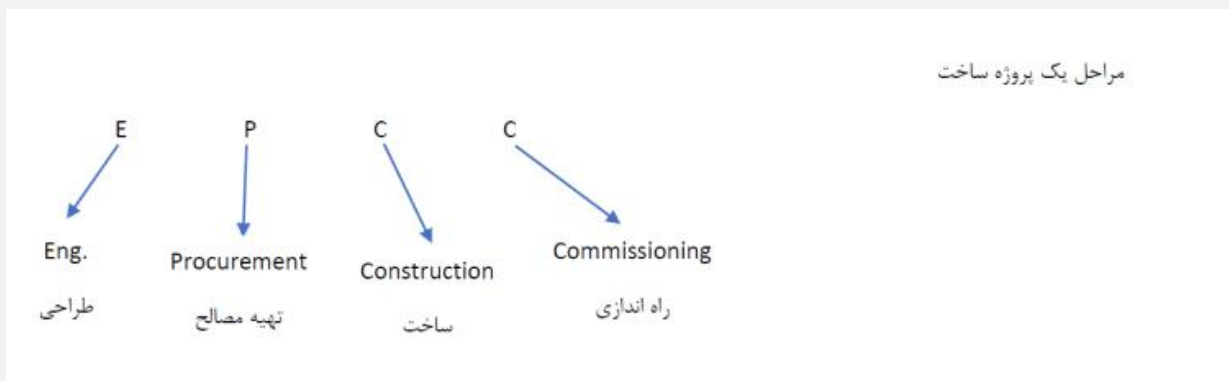 مراحل یک پروژه ساخت
E P C C
Eng. Procurement Construction Commissioning
طراحی تهیه مصالح ساخت راه اندازی